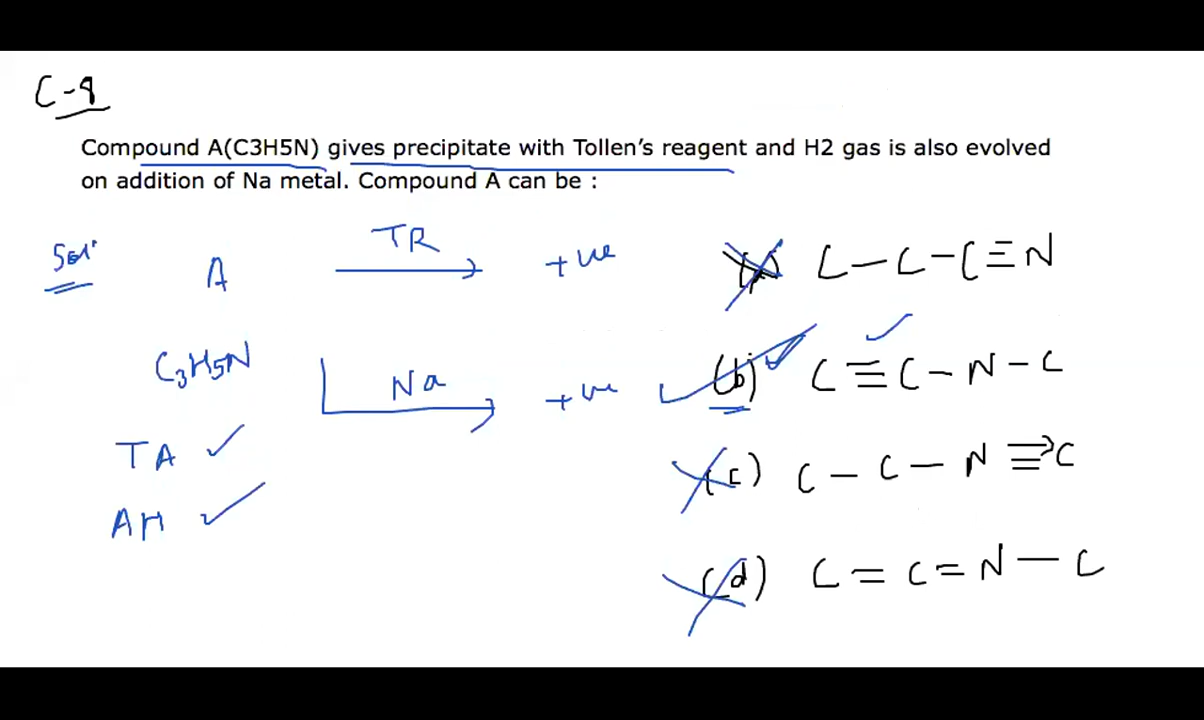 C-9
Compound A(C3H5N) gives precipitate with Tollen's reagent and H2 gas is also evolved
on addition of Na metal. Compound A can be :
Solⁿ A TR +ve (a) C-C-C≡N
C₃H₅N Na +ve (b) C≡C-N-C
TA ✓ (c) C-C-N≡C
AH ✓
(d) C=C=N-C